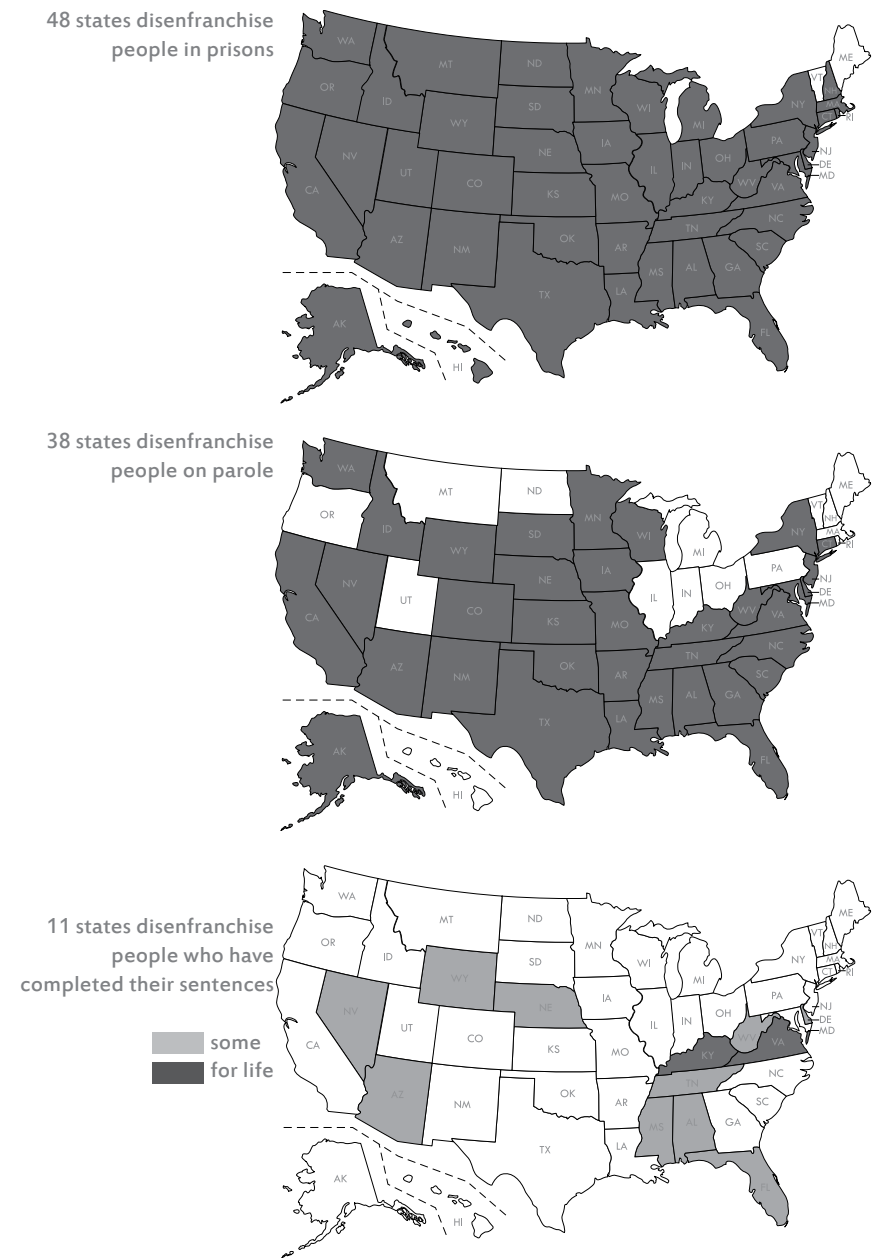 48 states disenfranchise
people in prisons
WA
MT
ND
MN
ME
VT
NH
OR
ID
SD
WI
MI
NY
MA
CT
RI
WY
IA
PA
NJ
DE
MD
NV
NE
IL
IN
OH
WV
VA
CA
UT
CO
KS
MO
KY
NC
TN
AZ
NM
OK
AR
SC
MS
AL
GA
TX
LA
FL
AK
HI
38 states disenfranchise
people on parole
WA
MT
ND
MN
ME
VT
NH
OR
ID
SD
WI
MI
NY
MA
RI
WY
IA
PA
NJ
DE
MD
NV
NE
IL
IN
OH
WV
VA
CA
UT
CO
KS
MO
KY
NC
TN
AZ
NM
OK
AR
SC
MS
AL
GA
TX
LA
FL
AK
HI
11 states disenfranchise
people who have
completed their sentences
some
for life
WA
MT
ND
MN
ME
VT
NH
OR
ID
SD
WI
MI
NY
MA
CT
RI
WY
IA
PA
NJ
DE
MD
NV
NE
IL
IN
OH
WV
VA
CA
UT
CO
KS
MO
KY
NC
TN
AZ
NM
OK
AR
SC
MS
AL
GA
TX
LA
FL
AK
HI